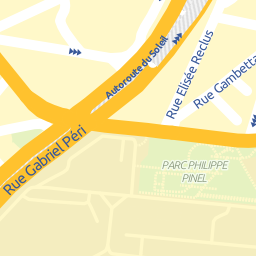 Autoroute du Soleil
Rue Elisée Reclus
Rue Gambetta
Rue Gabriel Péri
PARC PHILIPPE
PINEL